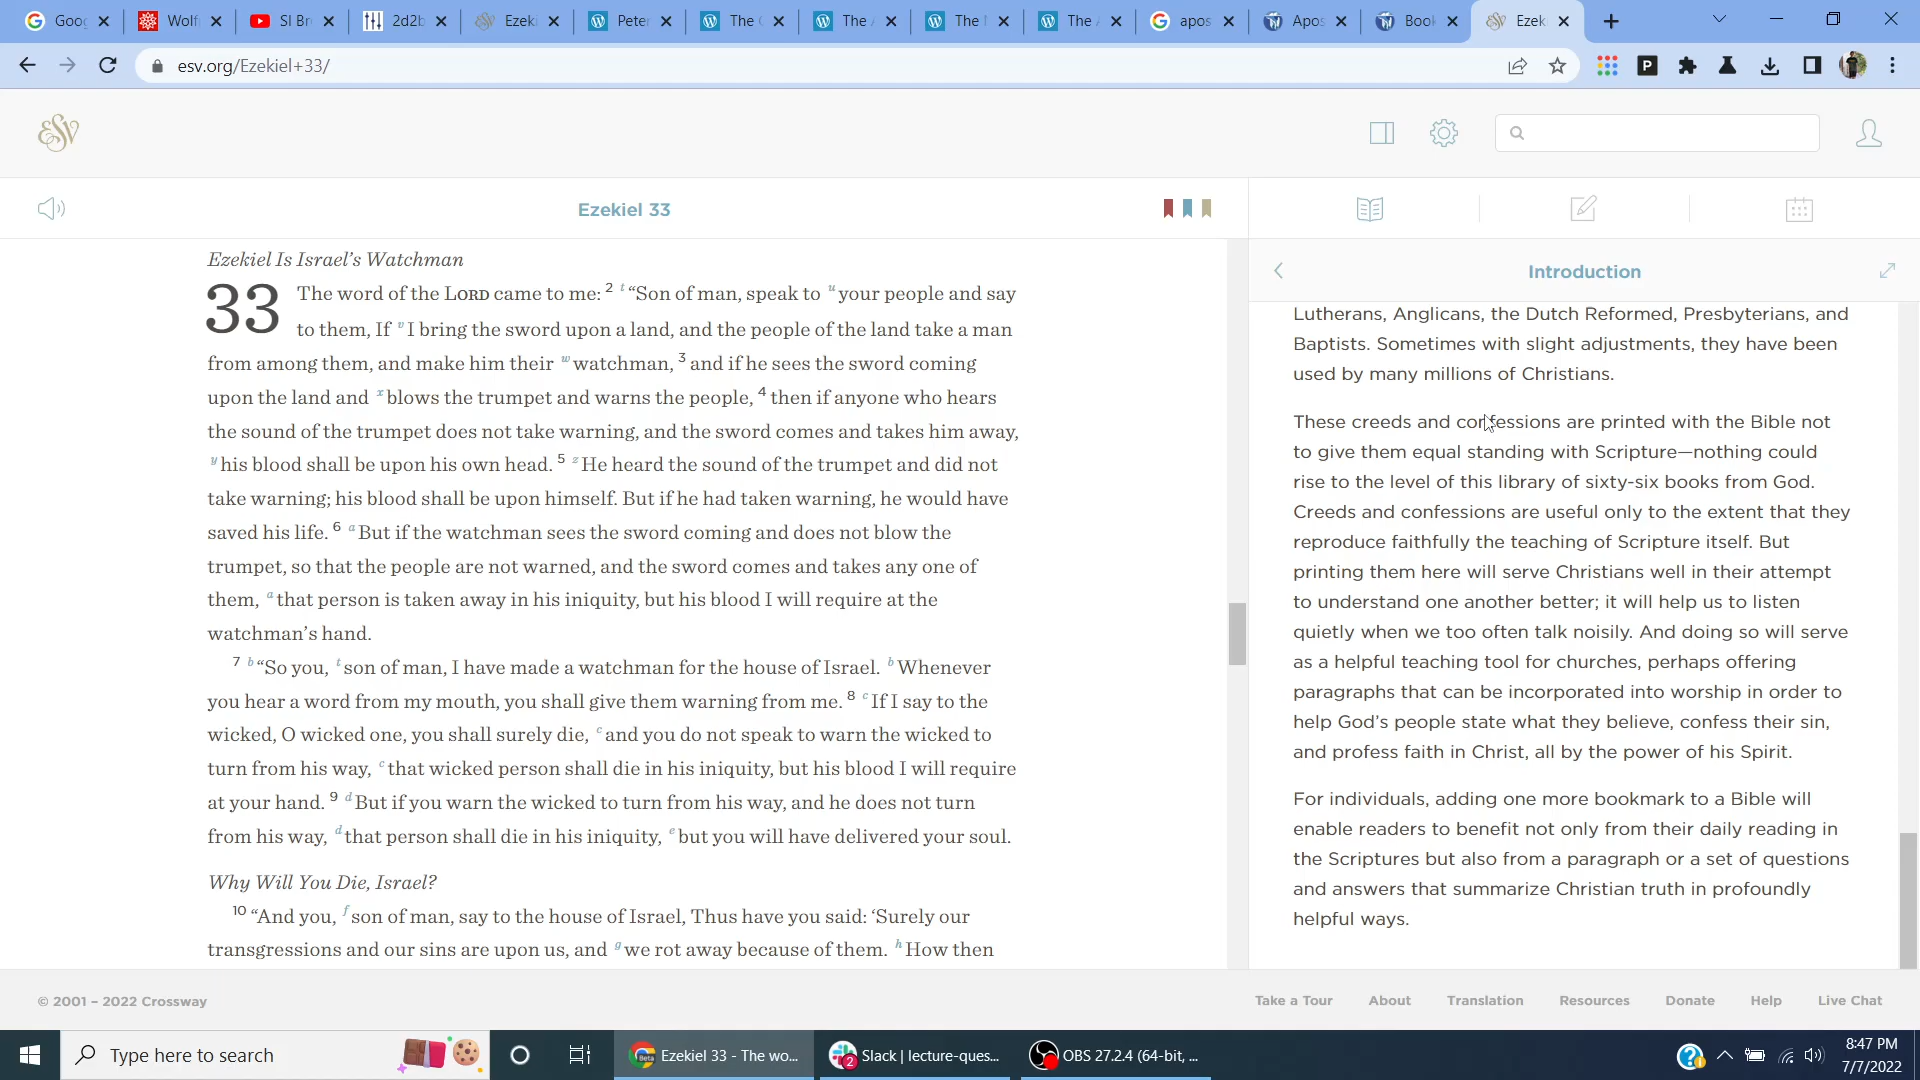 Goo
Wolf
SI Br
2d2b
Ezeki
Peter
The
The
The
The
apos
Apos
Book
Ezek
esv.org/Ezekiel+33/
P
ESV
Ezekiel 33
Introduction
Ezekiel Is Israel's Watchman
33 The word of the LORD came to me: 2 t “Son of man, speak to u your people and say
to them, If v I bring the sword upon a land, and the people of the land take a man
from among them, and make him their w watchman, 3 and if he sees the sword coming
upon the land and x blows the trumpet and warns the people, 4 then if anyone who hears
the sound of the trumpet does not take warning, and the sword comes and takes him away,
y his blood shall be upon his own head. 5 z He heard the sound of the trumpet and did not
take warning; his blood shall be upon himself. But if he had taken warning, he would have
saved his life. 6 a But if the watchman sees the sword coming and does not blow the
trumpet, so that the people are not warned, and the sword comes and takes any one of
them, a that person is taken away in his iniquity, but his blood I will require at the
watchman's hand.
7 b “So you, t son of man, I have made a watchman for the house of Israel. b Whenever
you hear a word from my mouth, you shall give them warning from me. 8 c If I say to the
wicked, O wicked one, you shall surely die, c and you do not speak to warn the wicked to
turn from his way, c that wicked person shall die in his iniquity, but his blood I will require
at your hand. 9 d But if you warn the wicked to turn from his way, and he does not turn
from his way, d that person shall die in his iniquity, e but you will have delivered your soul.
Why Will You Die, Israel?
10 “And you, f son of man, say to the house of Israel, Thus have you said: ‘Surely our
transgressions and our sins are upon us, and g we rot away because of them. h How then
Lutherans, Anglicans, the Dutch Reformed, Presbyterians, and
Baptists. Sometimes with slight adjustments, they have been
used by many millions of Christians.
These creeds and confessions are printed with the Bible not
to give them equal standing with Scripture—nothing could
rise to the level of this library of sixty-six books from God.
Creeds and confessions are useful only to the extent that they
reproduce faithfully the teaching of Scripture itself. But
printing them here will serve Christians well in their attempt
to understand one another better; it will help us to listen
quietly when we too often talk noisily. And doing so will serve
as a helpful teaching tool for churches, perhaps offering
paragraphs that can be incorporated into worship in order to
help God's people state what they believe, confess their sin,
and profess faith in Christ, all by the power of his Spirit.
For individuals, adding one more bookmark to a Bible will
enable readers to benefit not only from their daily reading in
the Scriptures but also from a paragraph or a set of questions
and answers that summarize Christian truth in profoundly
helpful ways.
© 2001 – 2022 Crossway
Take a Tour
About
Translation
Resources
Donate
Help
Live Chat
Type here to search
Beta
Ezekiel 33 - The wo...
2
Slack | lecture-ques...
OBS 27.2.4 (64-bit, ...
8:47 PM
7/7/2022